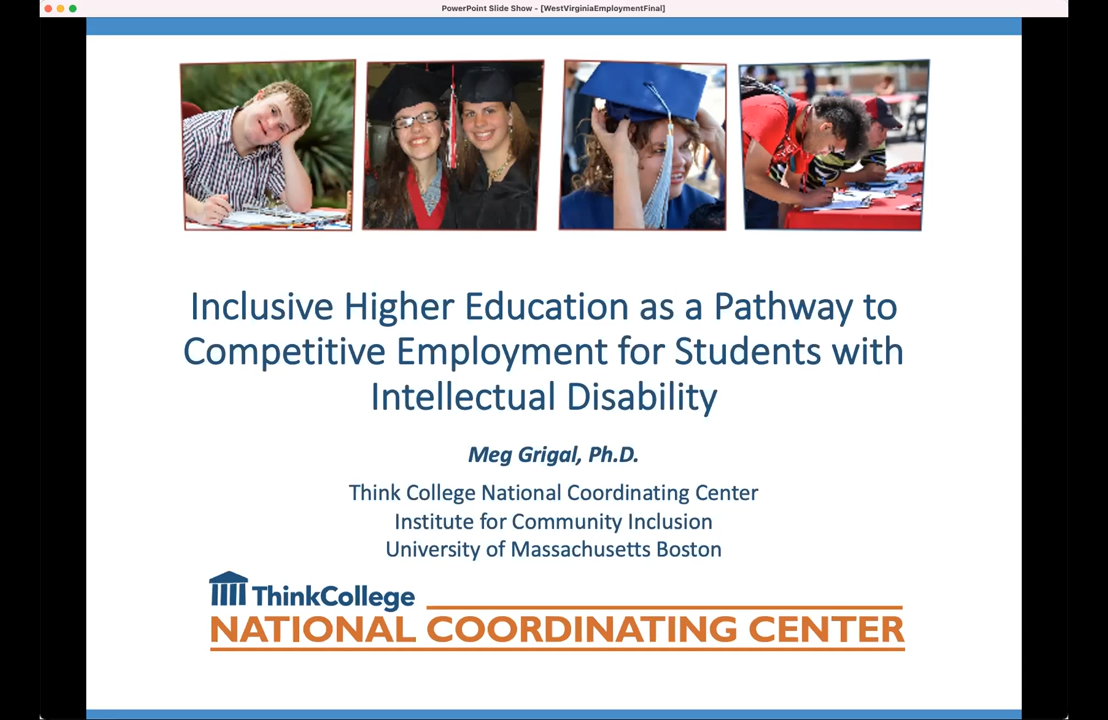 PowerPoint Slide Show - [WestVirginiaEmploymentFinal]
Inclusive Higher Education as a Pathway to
Competitive Employment for Students with
Intellectual Disability
Meg Grigal, Ph.D.
Think College National Coordinating Center
Institute for Community Inclusion
University of Massachusetts Boston
ThinkCollege
NATIONAL COORDINATING CENTER